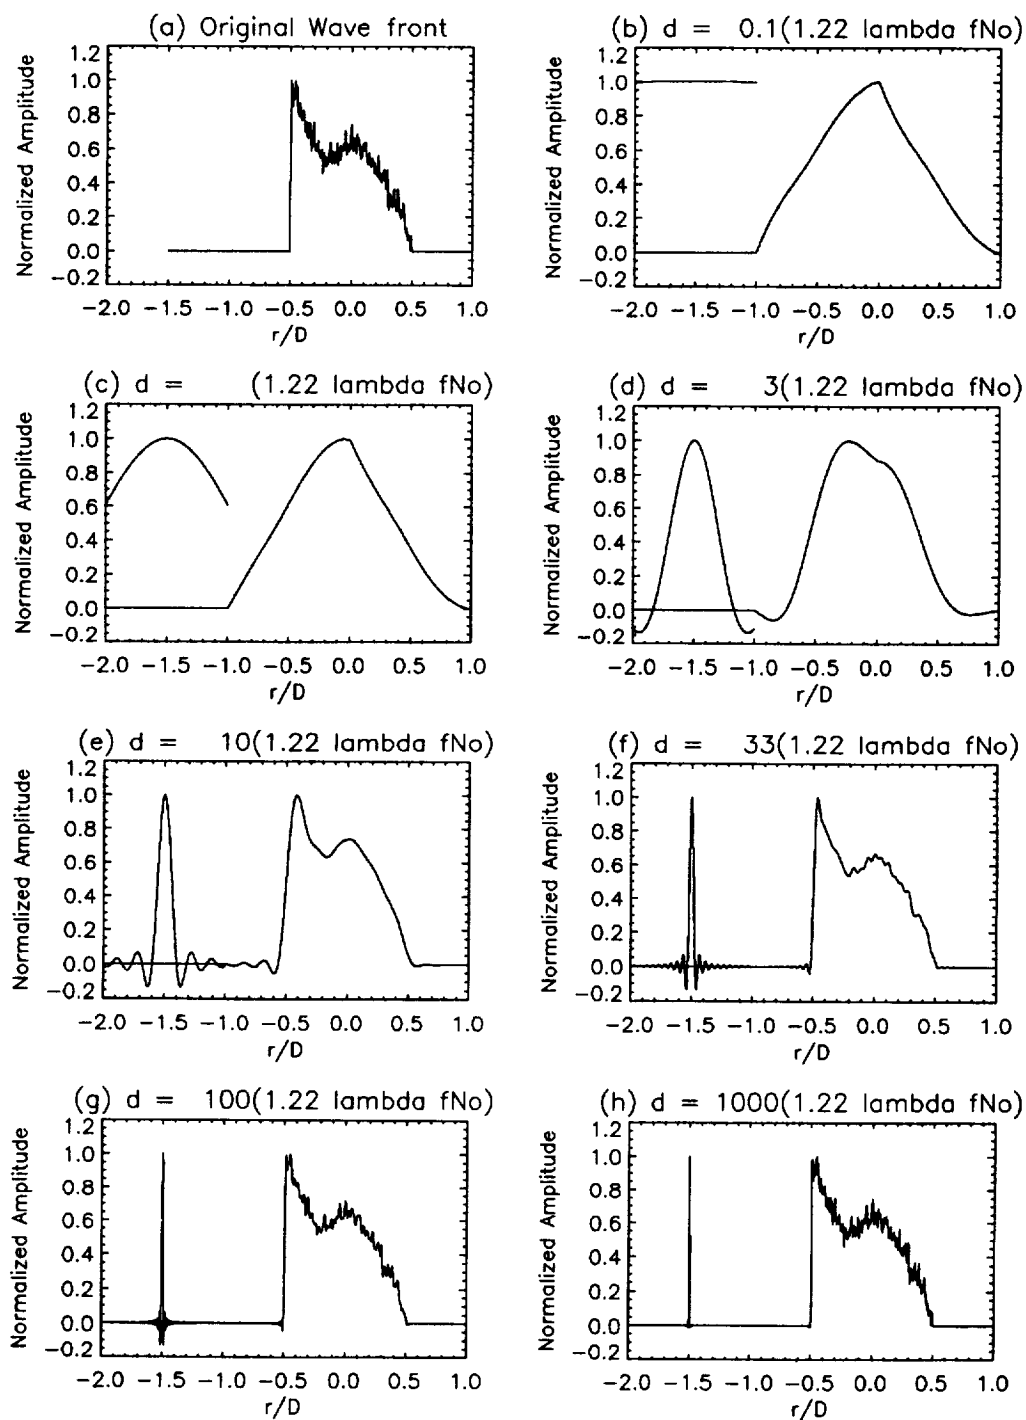 (a) Original Wave front
Normalized Amplitude
1.2
1.0
0.8
0.6
0.4
0.2
0.0
−0.2
−2.0 −1.5 −1.0 −0.5 0.0 0.5 1.0
r/D
(b) d = 0.1(1.22 lambda fNo)
Normalized Amplitude
1.2
1.0
0.8
0.6
0.4
0.2
0.0
−0.2
−2.0 −1.5 −1.0 −0.5 0.0 0.5 1.0
r/D
(c) d = (1.22 lambda fNo)
Normalized Amplitude
1.2
1.0
0.8
0.6
0.4
0.2
0.0
−0.2
−2.0 −1.5 −1.0 −0.5 0.0 0.5 1.0
r/D
(d) d = 3(1.22 lambda fNo)
Normalized Amplitude
1.2
1.0
0.8
0.6
0.4
0.2
0.0
−0.2
−2.0 −1.5 −1.0 −0.5 0.0 0.5 1.0
r/D
(e) d = 10(1.22 lambda fNo)
Normalized Amplitude
1.2
1.0
0.8
0.6
0.4
0.2
0.0
−0.2
−2.0 −1.5 −1.0 −0.5 0.0 0.5 1.0
r/D
(f) d = 33(1.22 lambda fNo)
Normalized Amplitude
1.2
1.0
0.8
0.6
0.4
0.2
0.0
−0.2
−2.0 −1.5 −1.0 −0.5 0.0 0.5 1.0
r/D
(g) d = 100(1.22 lambda fNo)
Normalized Amplitude
1.2
1.0
0.8
0.6
0.4
0.2
0.0
−0.2
−2.0 −1.5 −1.0 −0.5 0.0 0.5 1.0
r/D
(h) d = 1000(1.22 lambda fNo)
Normalized Amplitude
1.2
1.0
0.8
0.6
0.4
0.2
0.0
−0.2
−2.0 −1.5 −1.0 −0.5 0.0 0.5 1.0
r/D